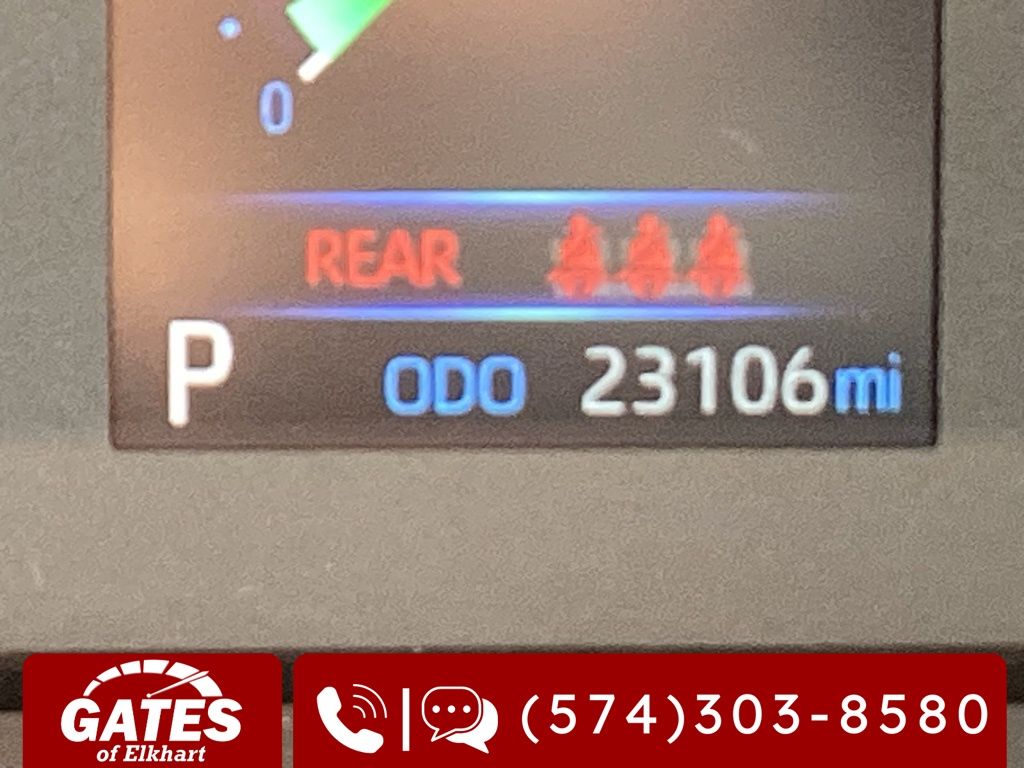 0
REAR
P ODO 23106mi
GATES
of Elkhart
(574)303-8580